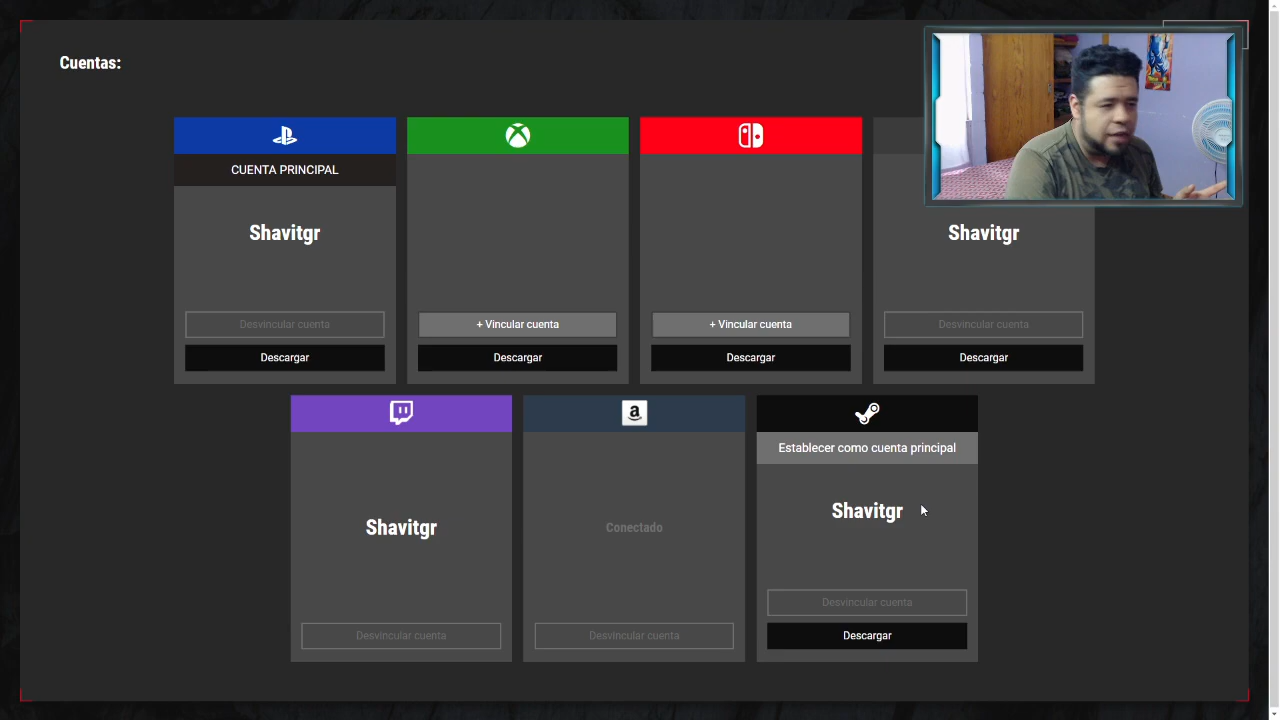 Cuentas:
CUENTA PRINCIPAL
Shavitgr
Desvincular cuenta
Descargar
+ Vincular cuenta
Descargar
+ Vincular cuenta
Descargar
Shavitgr
Desvincular cuenta
Descargar
Shavitgr
Desvincular cuenta
a
Conectado
Desvincular cuenta
Establecer como cuenta principal
Shavitgr
Desvincular cuenta
Descargar